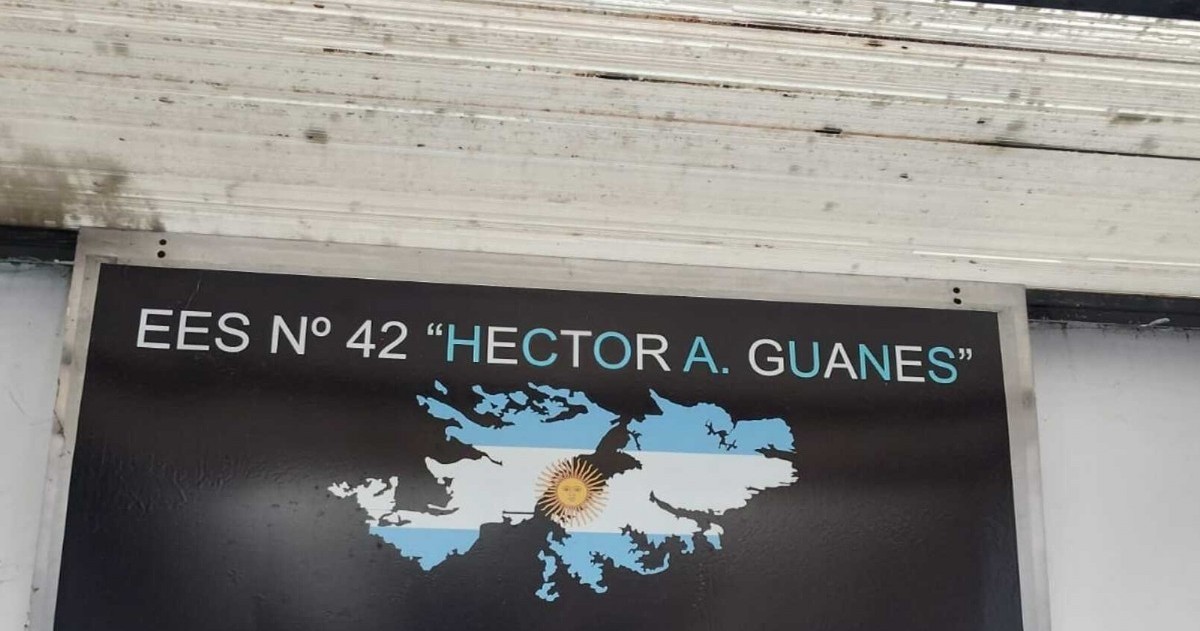 EES Nº 42 “HECTOR A. GUANES”